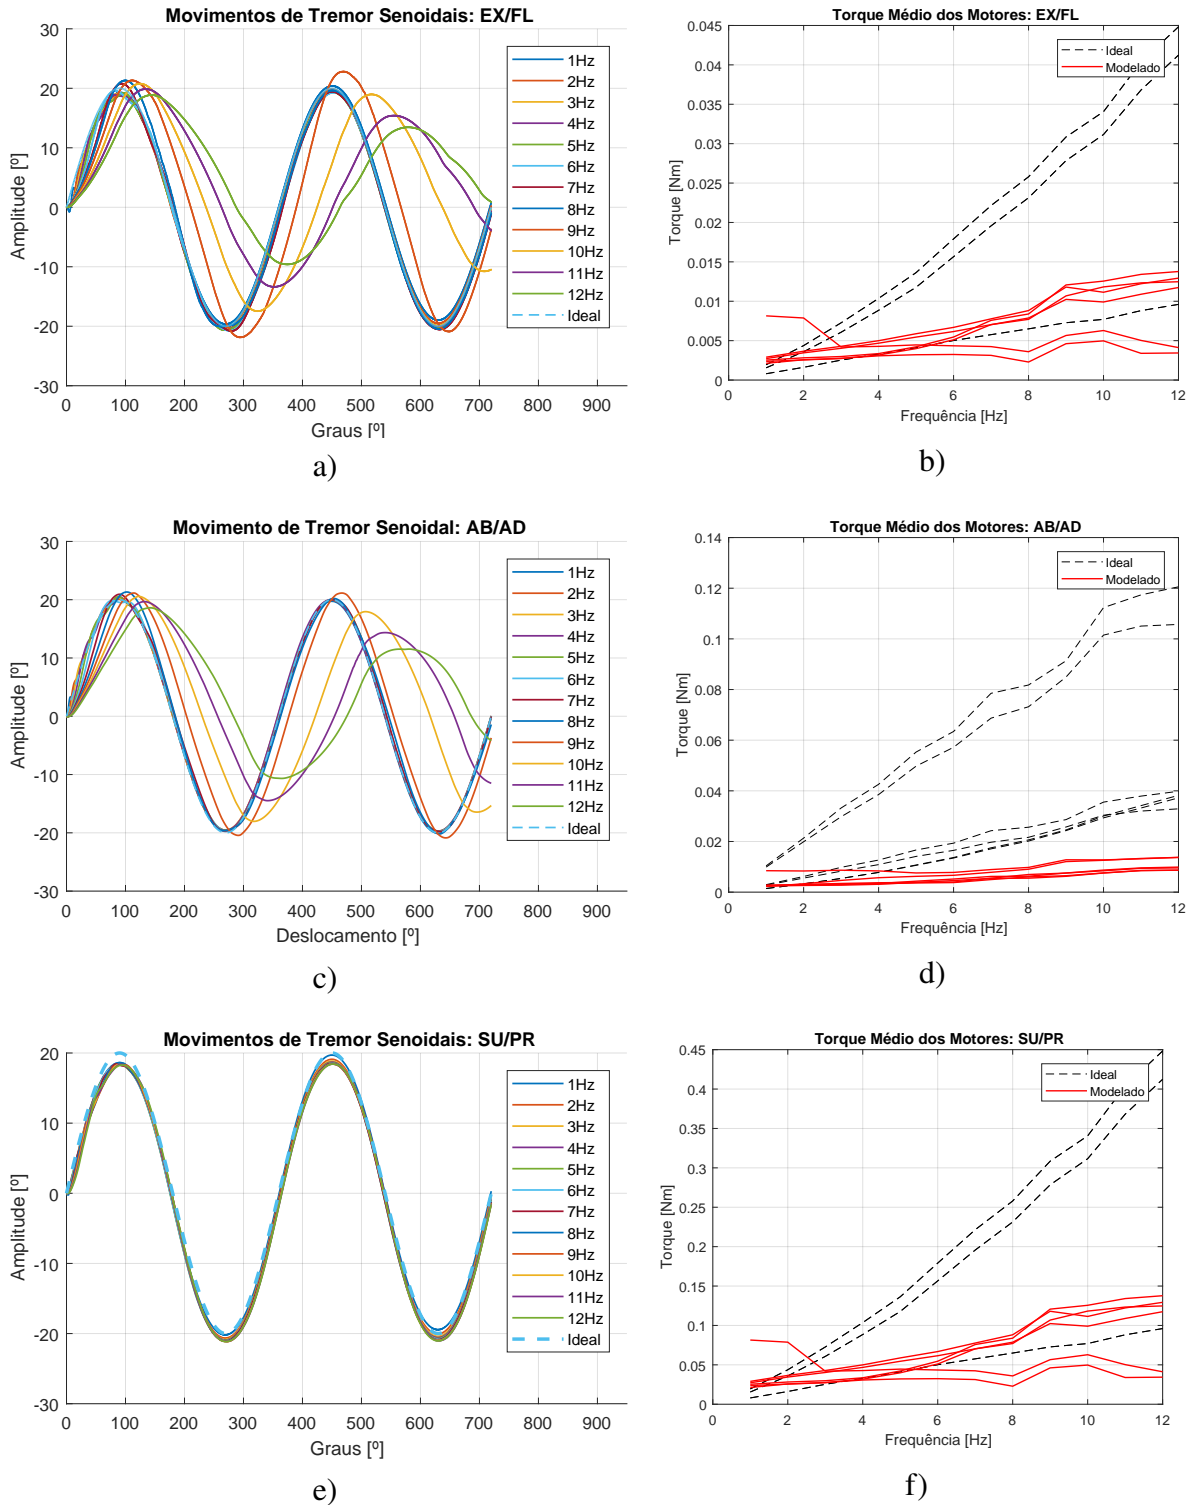 Movimentos de Tremor Senoidais: EX/FL
30
20
10
0
-10
-20
-30
Amplitude [º]
0 100 200 300 400 500 600 700 800 900
Graus [º]
1Hz
2Hz
3Hz
4Hz
5Hz
6Hz
7Hz
8Hz
9Hz
10Hz
11Hz
12Hz
Ideal
a)
Torque Médio dos Motores: EX/FL
0.045
0.04
0.035
0.03
0.025
0.02
0.015
0.01
0.005
0
Torque [Nm]
0 2 4 6 8 10 12
Frequência [Hz]
Ideal
Modelado
b)
Movimento de Tremor Senoidal: AB/AD
30
20
10
0
-10
-20
-30
Amplitude [º]
0 100 200 300 400 500 600 700 800 900
Deslocamento [º]
1Hz
2Hz
3Hz
4Hz
5Hz
6Hz
7Hz
8Hz
9Hz
10Hz
11Hz
12Hz
Ideal
c)
Torque Médio dos Motores: AB/AD
0.14
0.12
0.1
0.08
0.06
0.04
0.02
0
Torque [Nm]
0 2 4 6 8 10 12
Frequência [Hz]
Ideal
Modelado
d)
Movimentos de Tremor Senoidais: SU/PR
20
10
0
-10
-20
-30
Amplitude [º]
0 100 200 300 400 500 600 700 800 900
Graus [º]
1Hz
2Hz
3Hz
4Hz
5Hz
6Hz
7Hz
8Hz
9Hz
10Hz
11Hz
12Hz
Ideal
e)
Torque Médio dos Motores: SU/PR
0.45
0.4
0.35
0.3
0.25
0.2
0.15
0.1
0.05
0
Torque [Nm]
0 2 4 6 8 10 12
Frequência [Hz]
Ideal
Modelado
f)